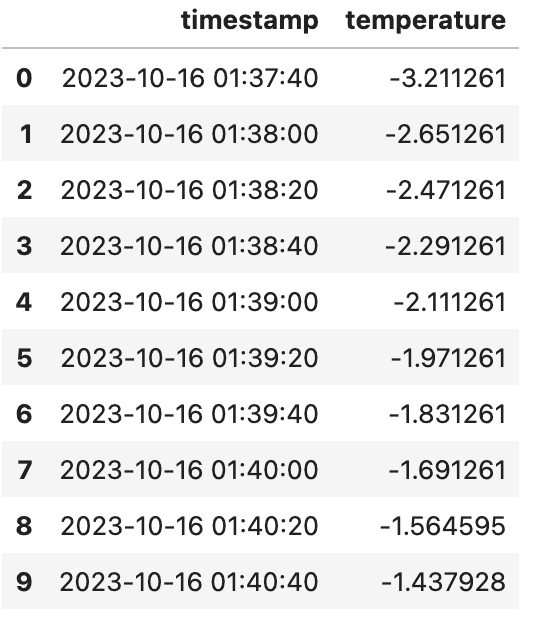 timestamp temperature
0 2023-10-16 01:37:40 -3.211261
1 2023-10-16 01:38:00 -2.651261
2 2023-10-16 01:38:20 -2.471261
3 2023-10-16 01:38:40 -2.291261
4 2023-10-16 01:39:00 -2.111261
5 2023-10-16 01:39:20 -1.971261
6 2023-10-16 01:39:40 -1.831261
7 2023-10-16 01:40:00 -1.691261
8 2023-10-16 01:40:20 -1.564595
9 2023-10-16 01:40:40 -1.437928